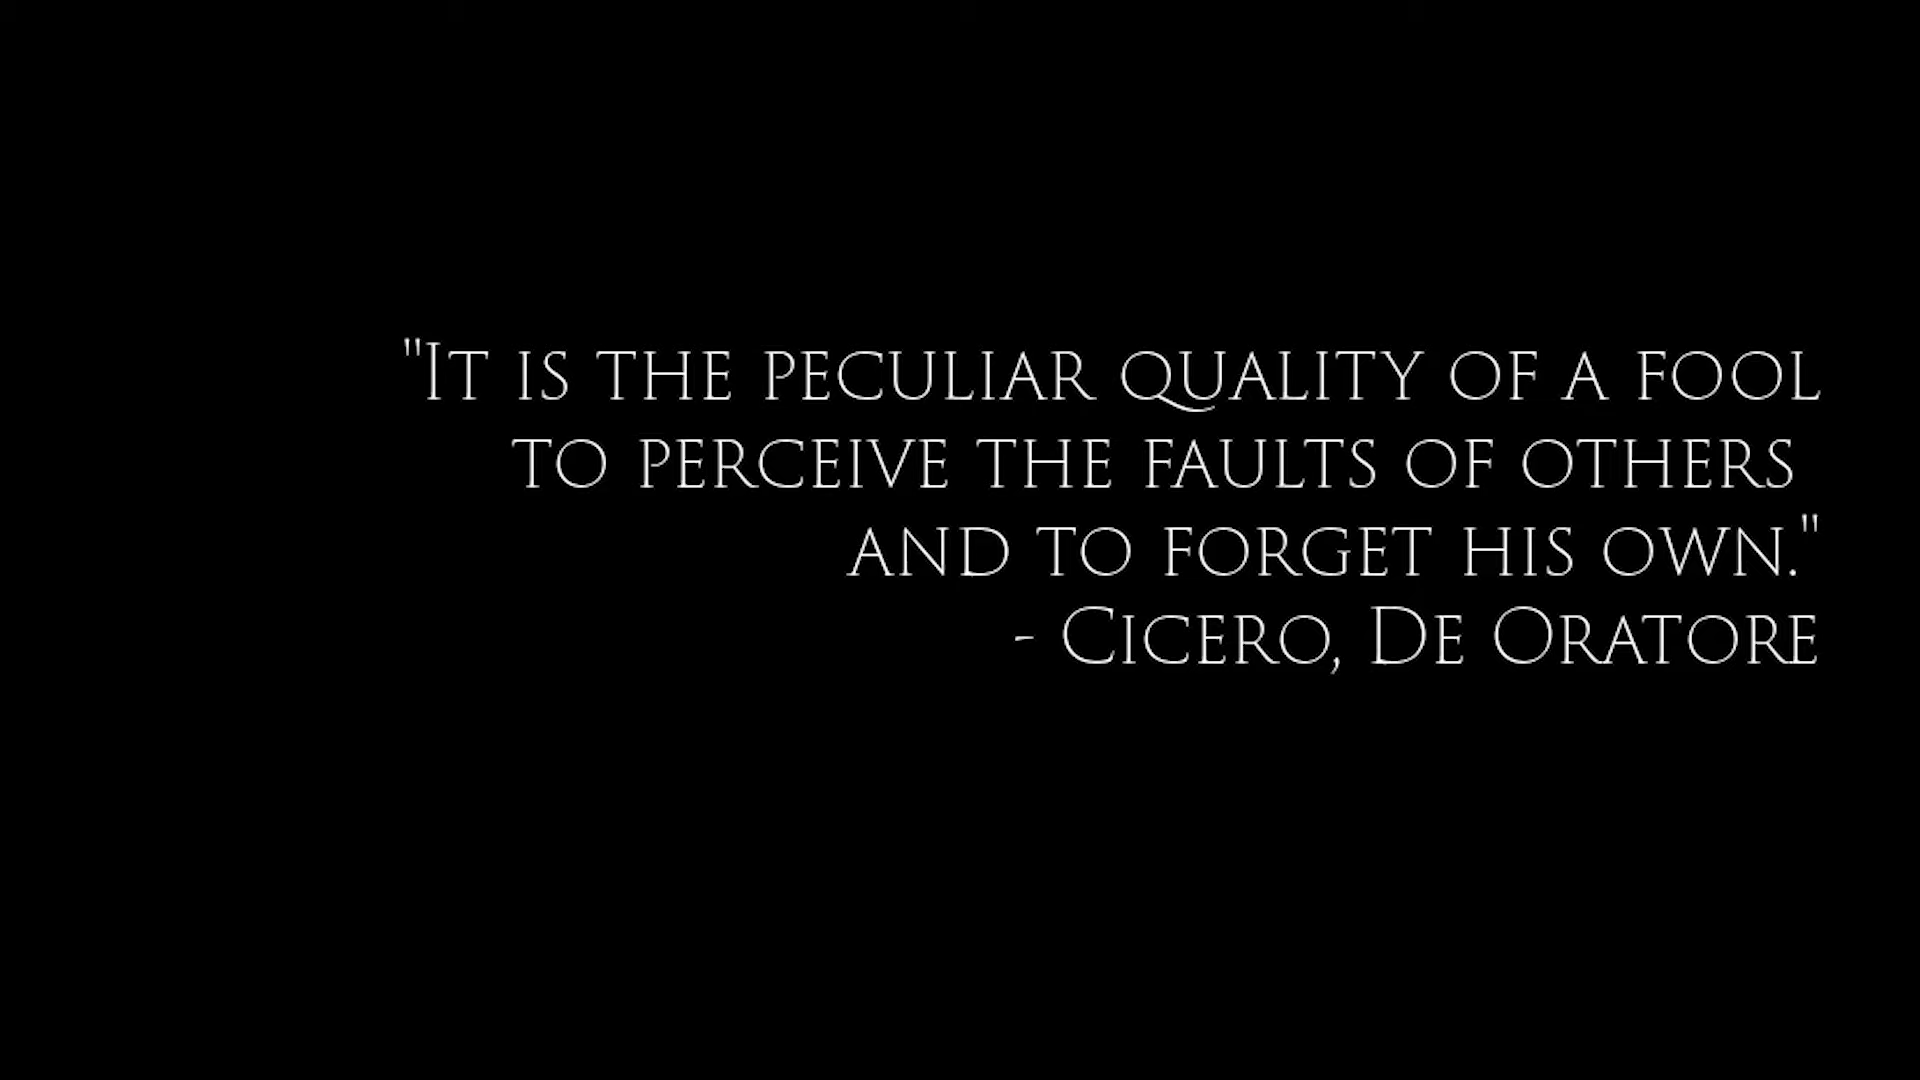 "It is the peculiar quality of a fool
to perceive the faults of others
and to forget his own."
- Cicero, De Oratore